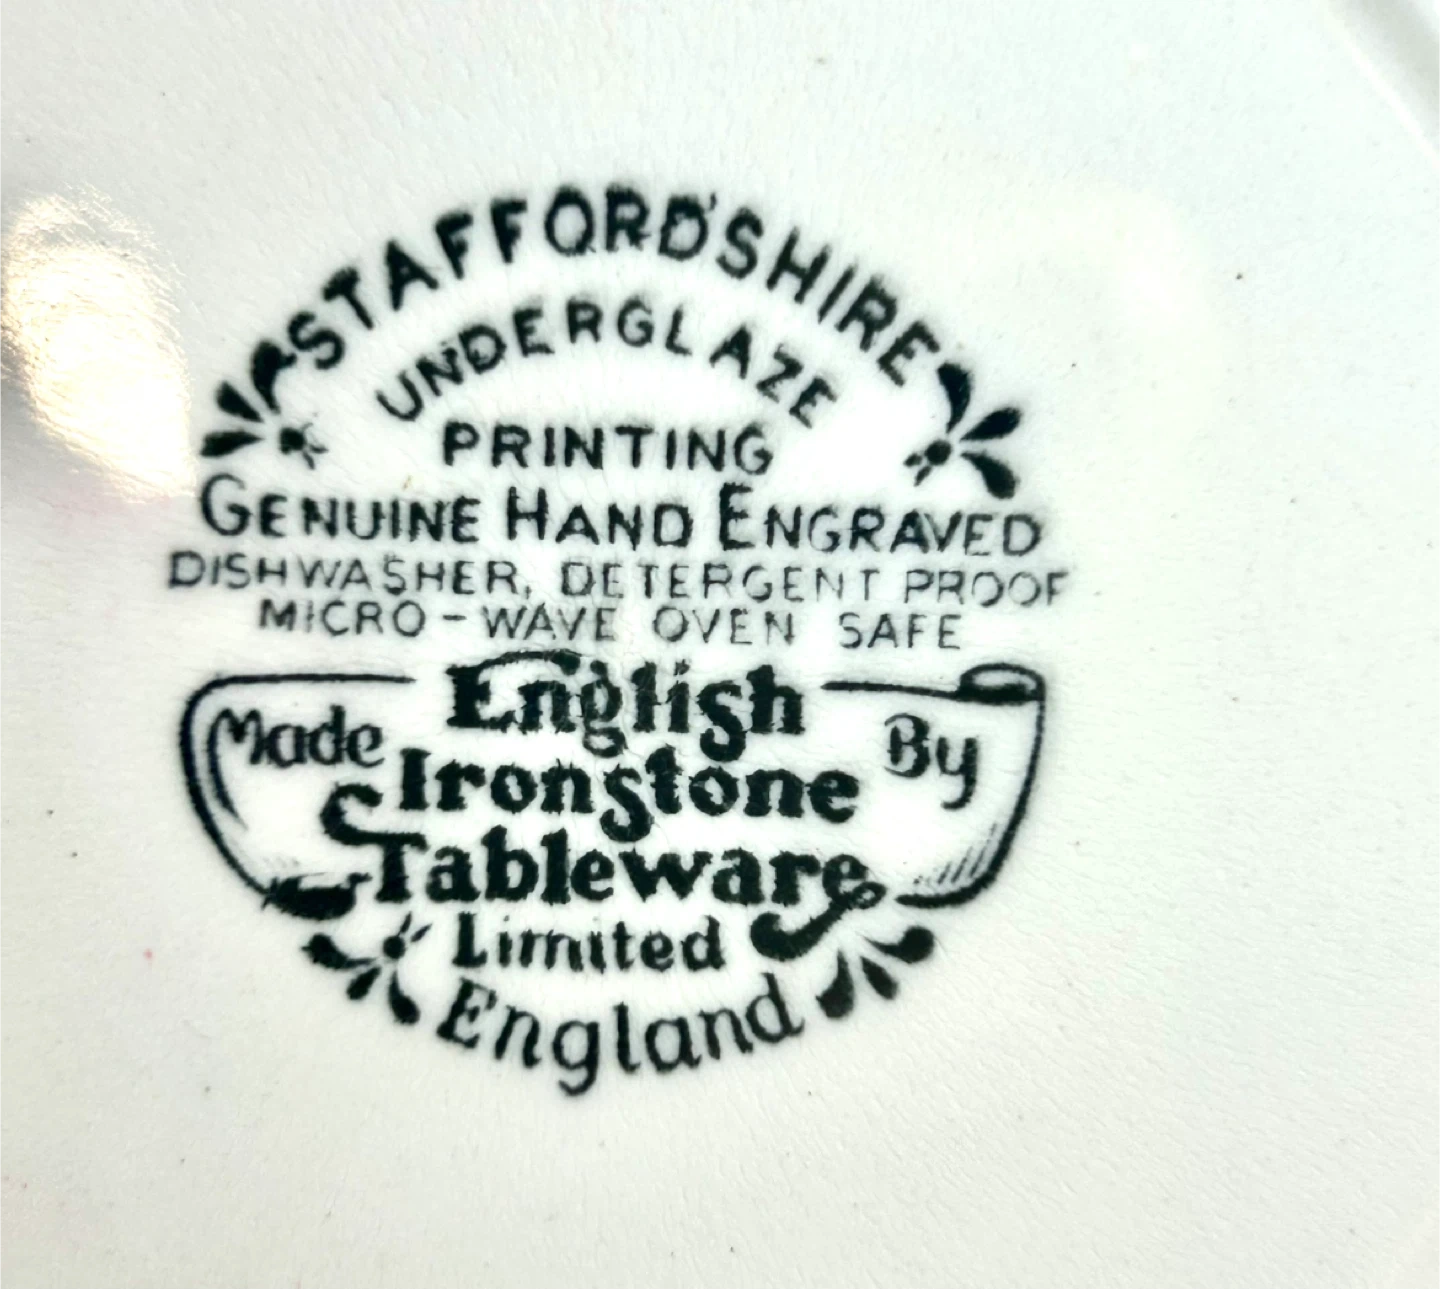 STAFFORDSHIRE
UNDERGLAZE
PRINTING
GENUINE HAND ENGRAVED
DISHWASHER, DETERGENT PROOF
MICRO-WAVE OVEN SAFE
Made English By
Ironstone
Tableware
Limited
England